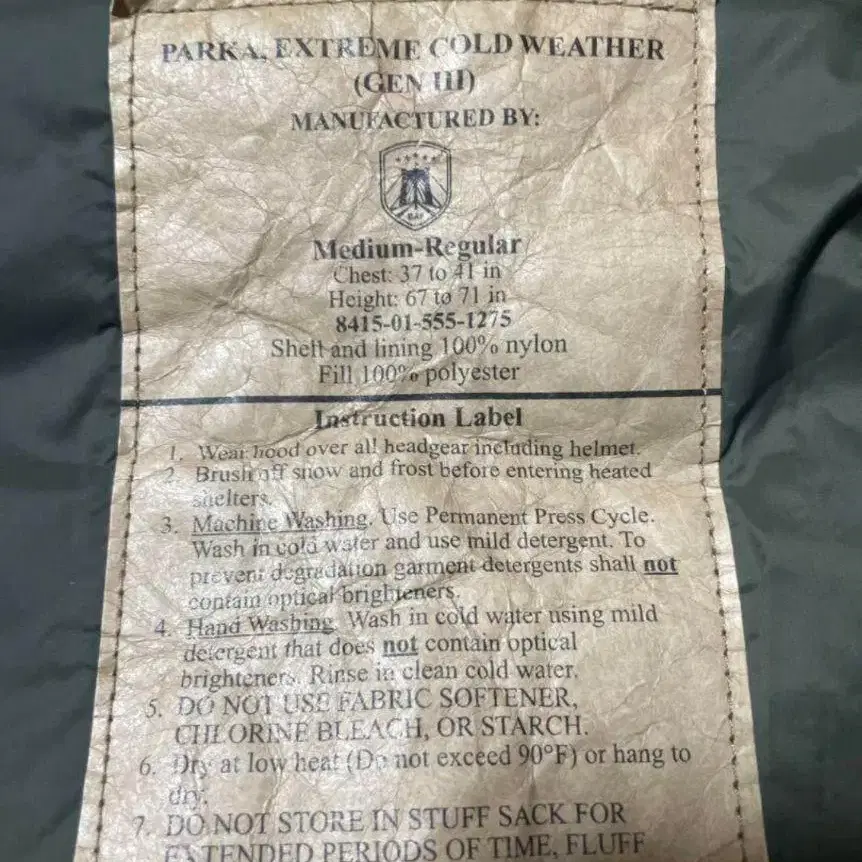 PARKA, EXTREME COLD WEATHER
(GEN III)
MANUFACTURED BY:
Medium-Regular
Chest: 37 to 41 in
Height: 67 to 71 in
8415-01-555-1275
Shell and lining 100% nylon
Fill 100% polyester
Instruction Label
1. Wear hood over all headgear including helmet.
2. Brush off snow and frost before entering heated
shelters.
3. Machine Washing. Use Permanent Press Cycle.
Wash in cold water and use mild detergent. To
prevent degradation garment detergents shall not
contain optical brighteners.
4. Hand Washing. Wash in cold water using mild
detergent that does not contain optical
brighteners. Rinse in clean cold water.
5. DO NOT USE FABRIC SOFTENER,
CHLORINE BLEACH, OR STARCH.
6. Dry at low heat (Do not exceed 90°F) or hang to
dry.
7. DO NOT STORE IN STUFF SACK FOR
EXTENDED PERIODS OF TIME, FLUFF